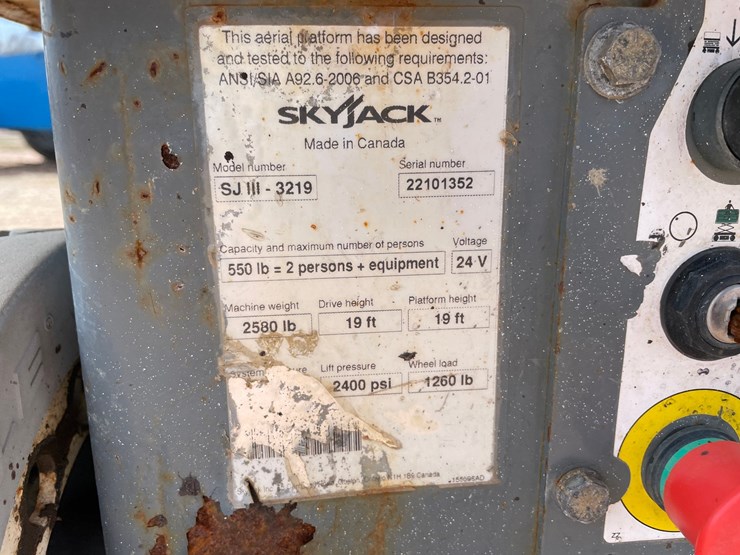 This aerial platform has been designed
and tested to the following requirements:
ANSI/SIA A92.6-2006 and CSA B354.2-01
SKYJACK™
Made in Canada
Model number Serial number
SJ III - 3219 22101352
Capacity and maximum number of persons Voltage
550 lb = 2 persons + equipment 24 V
Machine weight Drive height Platform height
2580 lb 19 ft 19 ft
Lift pressure Wheel load
2400 psi 1260 lb
Canada